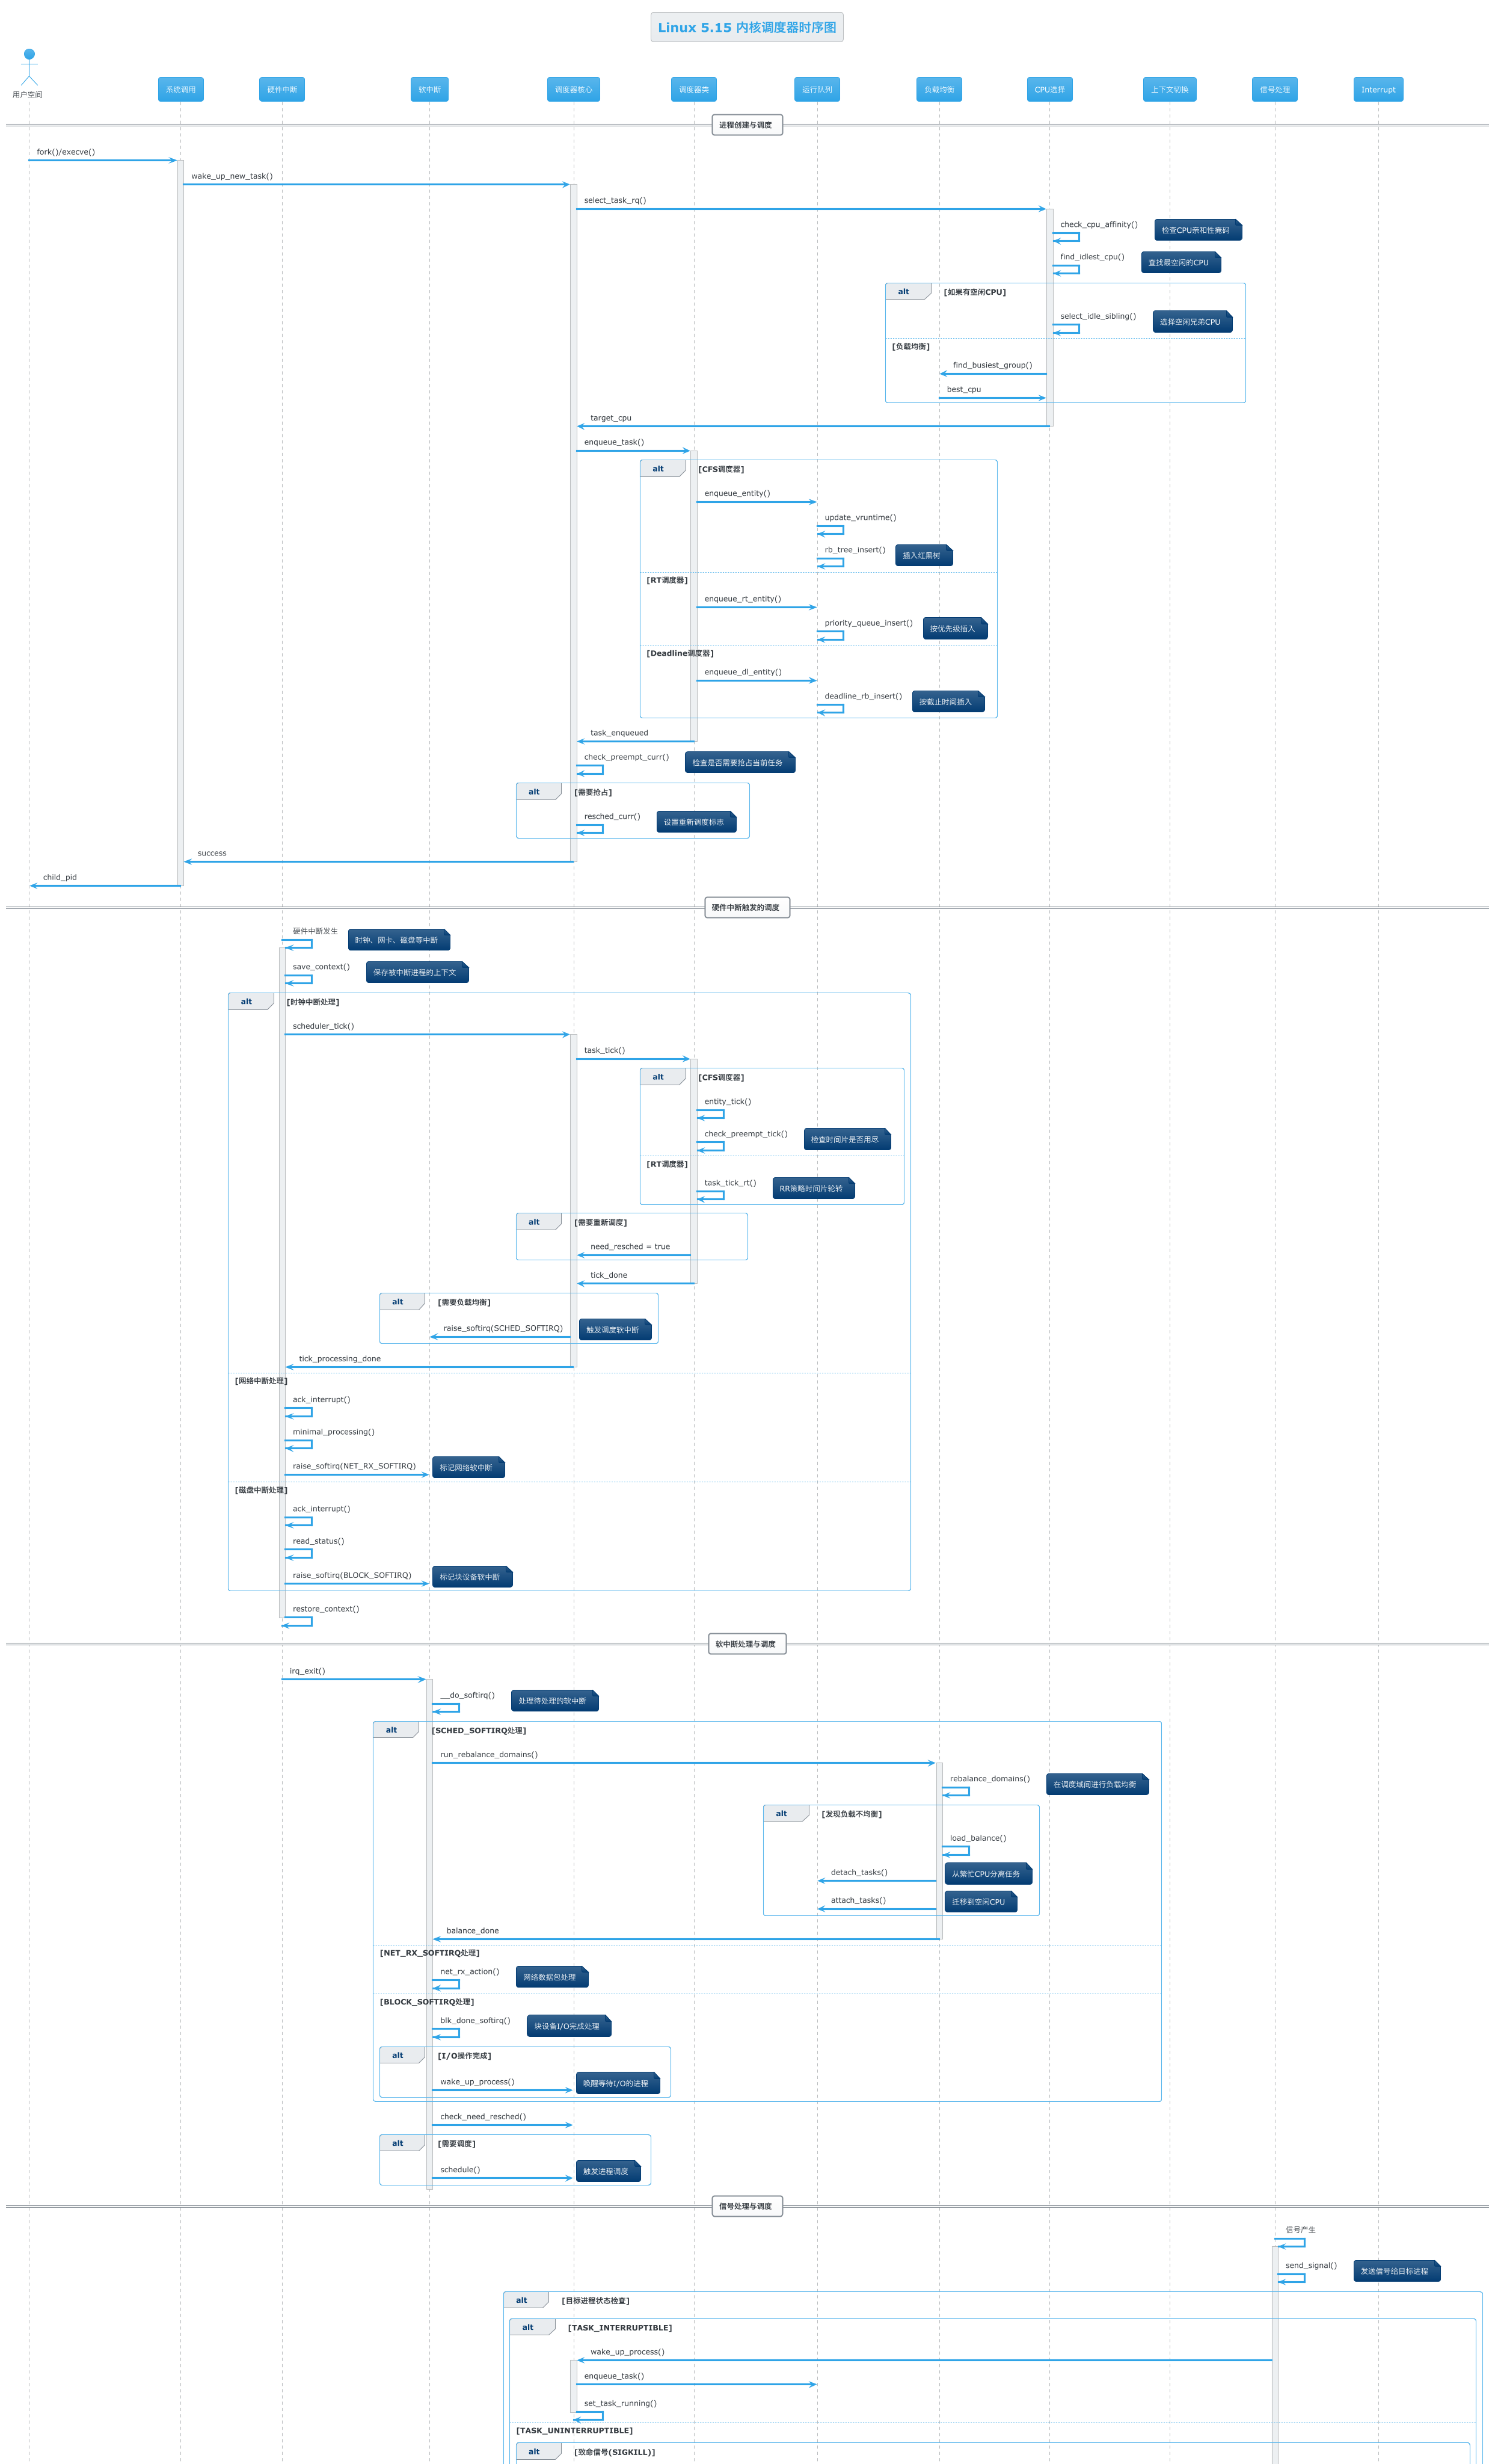 Linux 5.15 内核调度器时序图
用户空间
系统调用
硬件中断
软中断
调度器核心
调度器类
运行队列
负载均衡
CPU选择
上下文切换
信号处理
Interrupt
进程创建与调度
fork()/execve()
wake_up_new_task()
select_task_rq()
check_cpu_affinity()
检查CPU亲和性掩码
find_idlest_cpu()
查找最空闲的CPU
alt
[如果有空闲CPU]
select_idle_sibling()
选择空闲兄弟CPU
[负载均衡]
find_busiest_group()
best_cpu
target_cpu
enqueue_task()
alt
[CFS调度器]
enqueue_entity()
update_vruntime()
rb_tree_insert()
插入红黑树
[RT调度器]
enqueue_rt_entity()
priority_queue_insert()
按优先级插入
[Deadline调度器]
enqueue_dl_entity()
deadline_rb_insert()
按截止时间插入
task_enqueued
check_preempt_curr()
检查是否需要抢占当前任务
alt
[需要抢占]
resched_curr()
设置重新调度标志
success
child_pid
硬件中断触发的调度
硬件中断发生
时钟、网卡、磁盘等中断
save_context()
保存被中断进程的上下文
alt
[时钟中断处理]
scheduler_tick()
task_tick()
alt
[CFS调度器]
entity_tick()
check_preempt_tick()
检查时间片是否用尽
[RT调度器]
task_tick_rt()
RR策略时间片轮转
alt
[需要重新调度]
need_resched = true
tick_done
alt
[需要负载均衡]
raise_softirq(SCHED_SOFTIRQ)
触发调度软中断
tick_processing_done
[网络中断处理]
ack_interrupt()
minimal_processing()
raise_softirq(NET_RX_SOFTIRQ)
标记网络软中断
[磁盘中断处理]
ack_interrupt()
read_status()
raise_softirq(BLOCK_SOFTIRQ)
标记块设备软中断
restore_context()
软中断处理与调度
irq_exit()
__do_softirq()
处理待处理的软中断
alt
[SCHED_SOFTIRQ处理]
run_rebalance_domains()
rebalance_domains()
在调度域间进行负载均衡
alt
[发现负载不均衡]
load_balance()
detach_tasks()
从繁忙CPU分离任务
attach_tasks()
迁移到空闲CPU
balance_done
[NET_RX_SOFTIRQ处理]
net_rx_action()
网络数据包处理
[BLOCK_SOFTIRQ处理]
blk_done_softirq()
块设备I/O完成处理
alt
[I/O操作完成]
wake_up_process()
唤醒等待I/O的进程
check_need_resched()
alt
[需要调度]
schedule()
触发进程调度
信号处理与调度
信号产生
send_signal()
发送信号给目标进程
alt
[目标进程状态检查]
alt
[TASK_INTERRUPTIBLE]
wake_up_process()
enqueue_task()
set_task_running()
[TASK_UNINTERRUPTIBLE]
alt
[致命信号(SIGKILL)]